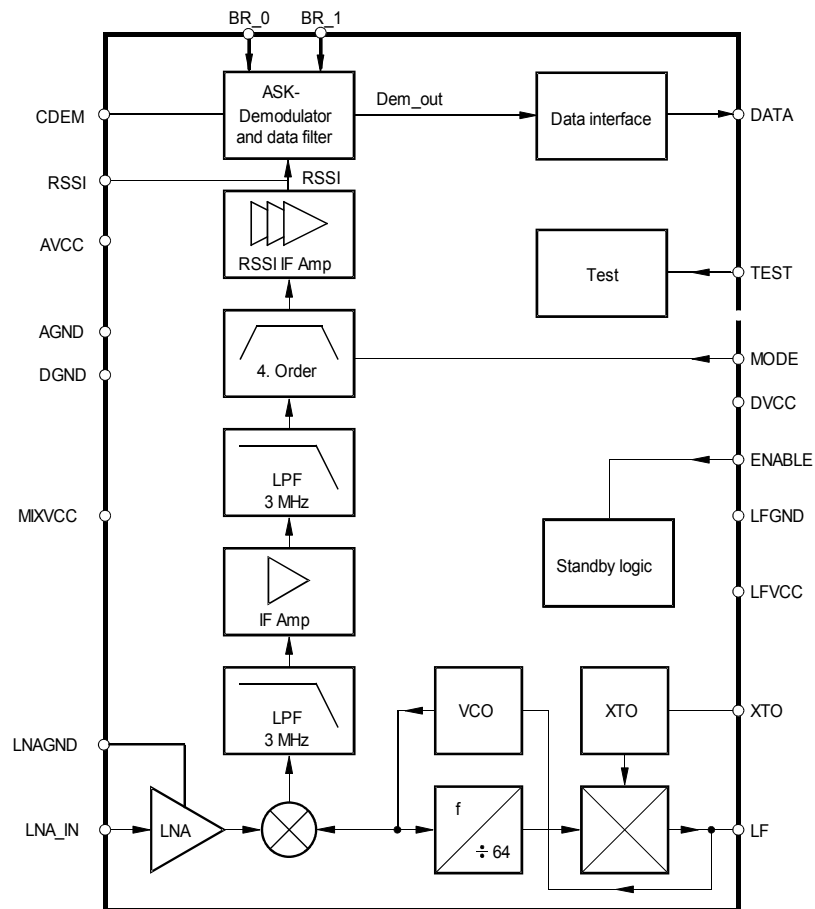 BR_0 BR_1
CDEM
ASK-
Demodulator
and data filter
Dem_out
Data interface
DATA
RSSI
RSSI
AVCC
RSSI IF Amp
Test
TEST
AGND
DGND
4. Order
MODE
DVCC
ENABLE
LPF
3 MHz
MIXVCC
LFGND
Standby logic
LFVCC
IF Amp
LPF
3 MHz
VCO
XTO
XTO
LNAGND
LNA_IN
LNA
f
÷ 64
LF